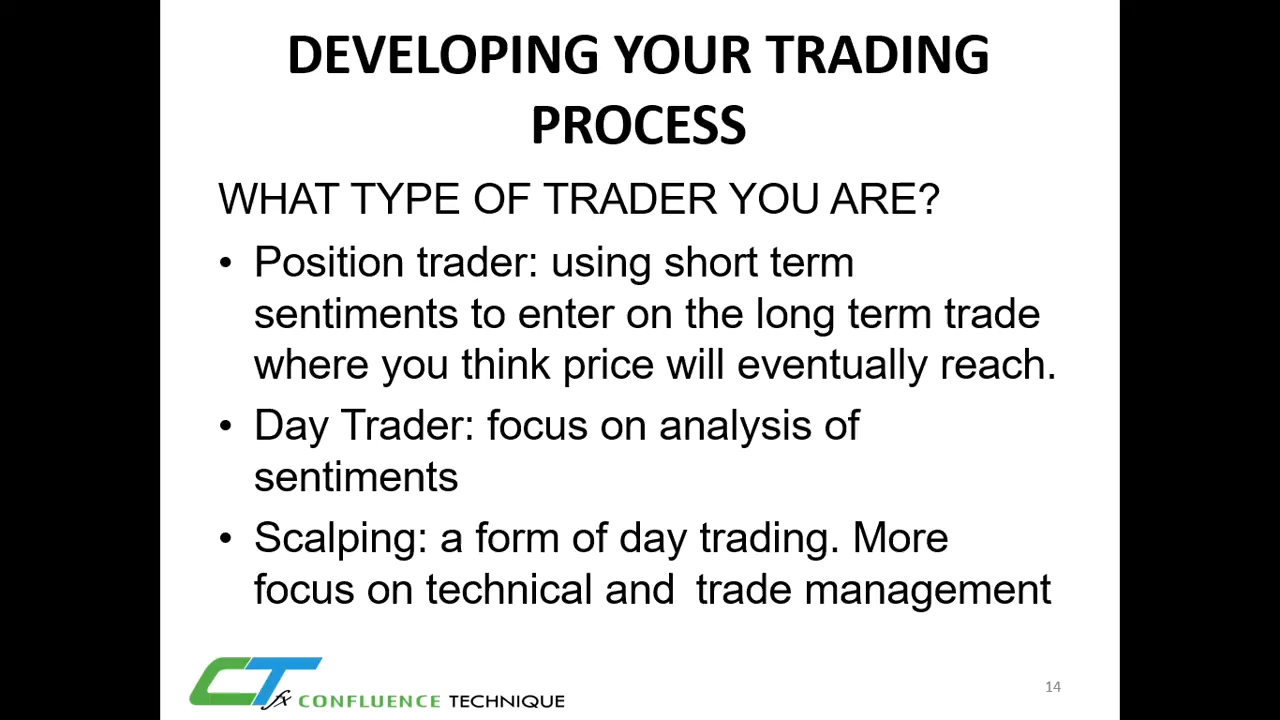 DEVELOPING YOUR TRADING
PROCESS
WHAT TYPE OF TRADER YOU ARE?
• Position trader: using short term
sentiments to enter on the long term trade
where you think price will eventually reach.
• Day Trader: focus on analysis of
sentiments
• Scalping: a form of day trading. More
focus on technical and trade management
CTfx CONFLUENCE TECHNIQUE
14